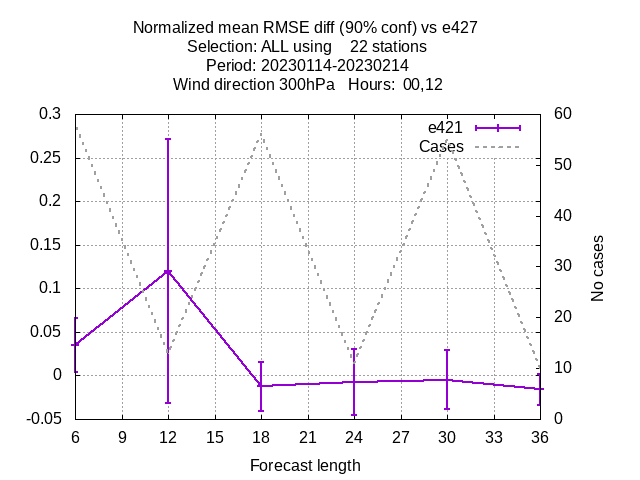 Normalized mean RMSE diff (90% conf) vs e427
Selection: ALL using    22 stations
Period: 20230114-20230214
Wind direction 300hPa   Hours:  00,12
e421
Cases
0.3
0.25
0.2
0.15
0.1
0.05
0
-0.05
60
50
40
30
20
10
0
No cases
6 9 12 15 18 21 24 27 30 33 36
Forecast length